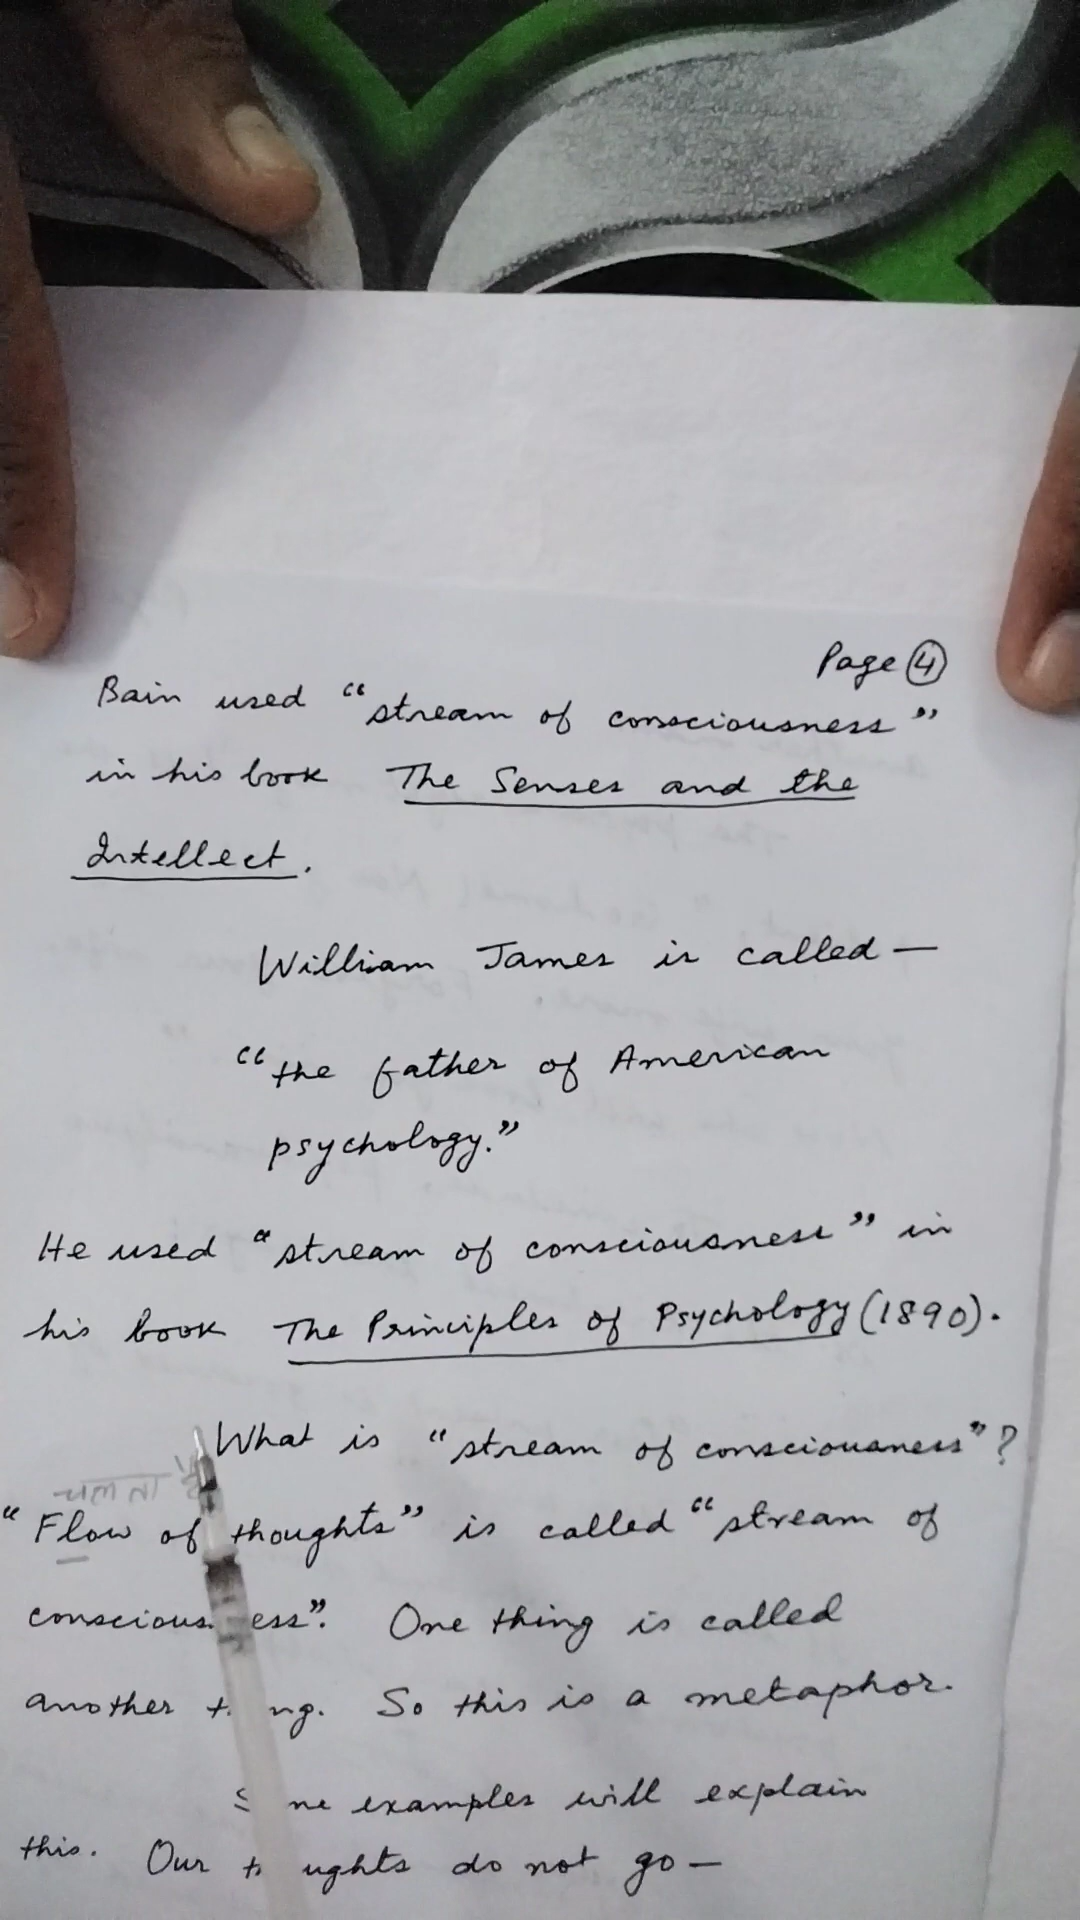 Page 4
Bain used "stream of consciousness"
in his book The Senses and the
Intellect.
William James is called —
"the father of American
psychology."
He used "stream of consciousness" in
his book The Principles of Psychology (1890).
What is "stream of consciousness"?
चलता है
"Flow of thoughts" is called "stream of
consciousness". One thing is called
another thing. So this is a metaphor.
Some examples will explain
this. Our thoughts do not go —